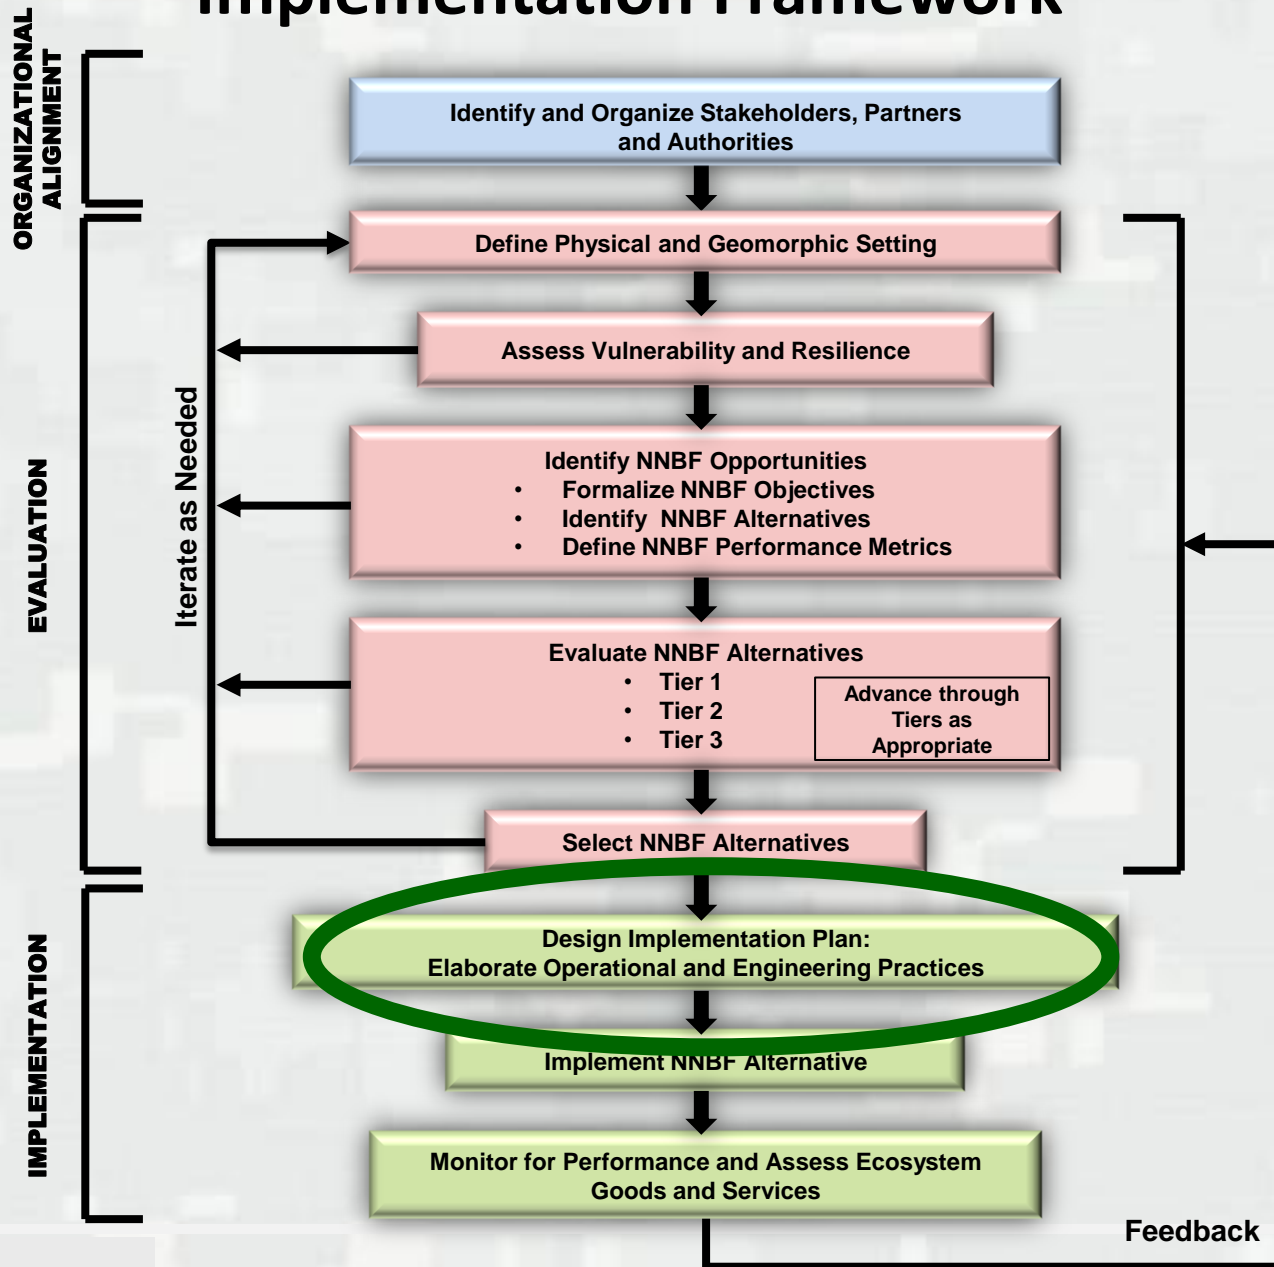 Implementation Framework
ORGANIZATIONAL
ALIGNMENT
Identify and Organize Stakeholders, Partners
and Authorities
EVALUATION
Iterate as Needed
Define Physical and Geomorphic Setting
Assess Vulnerability and Resilience
Identify NNBF Opportunities
• Formalize NNBF Objectives
• Identify NNBF Alternatives
• Define NNBF Performance Metrics
Evaluate NNBF Alternatives
• Tier 1
• Tier 2
• Tier 3
Advance through
Tiers as
Appropriate
Select NNBF Alternatives
IMPLEMENTATION
Design Implementation Plan:
Elaborate Operational and Engineering Practices
Implement NNBF Alternative
Monitor for Performance and Assess Ecosystem
Goods and Services
Feedback